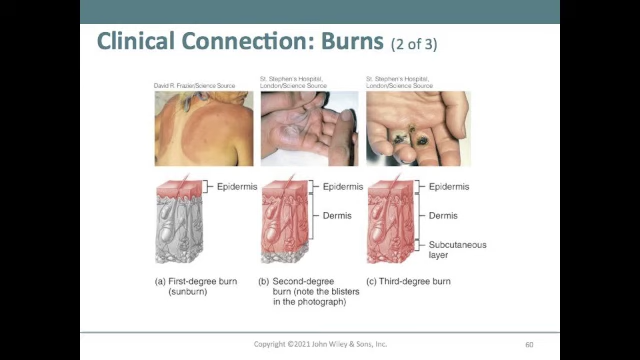 Clinical Connection: Burns (2 of 3)
David R. Frazier/Science Source
St. Stephen's Hospital,
London/Science Source
St. Stephen's Hospital,
London/Science Source
Epidermis
Epidermis
Dermis
Epidermis
Dermis
Subcutaneous
layer
(a) First-degree burn
(sunburn)
(b) Second-degree
burn (note the blisters
in the photograph)
(c) Third-degree burn
Copyright ©2021 John Wiley & Sons, Inc.
60